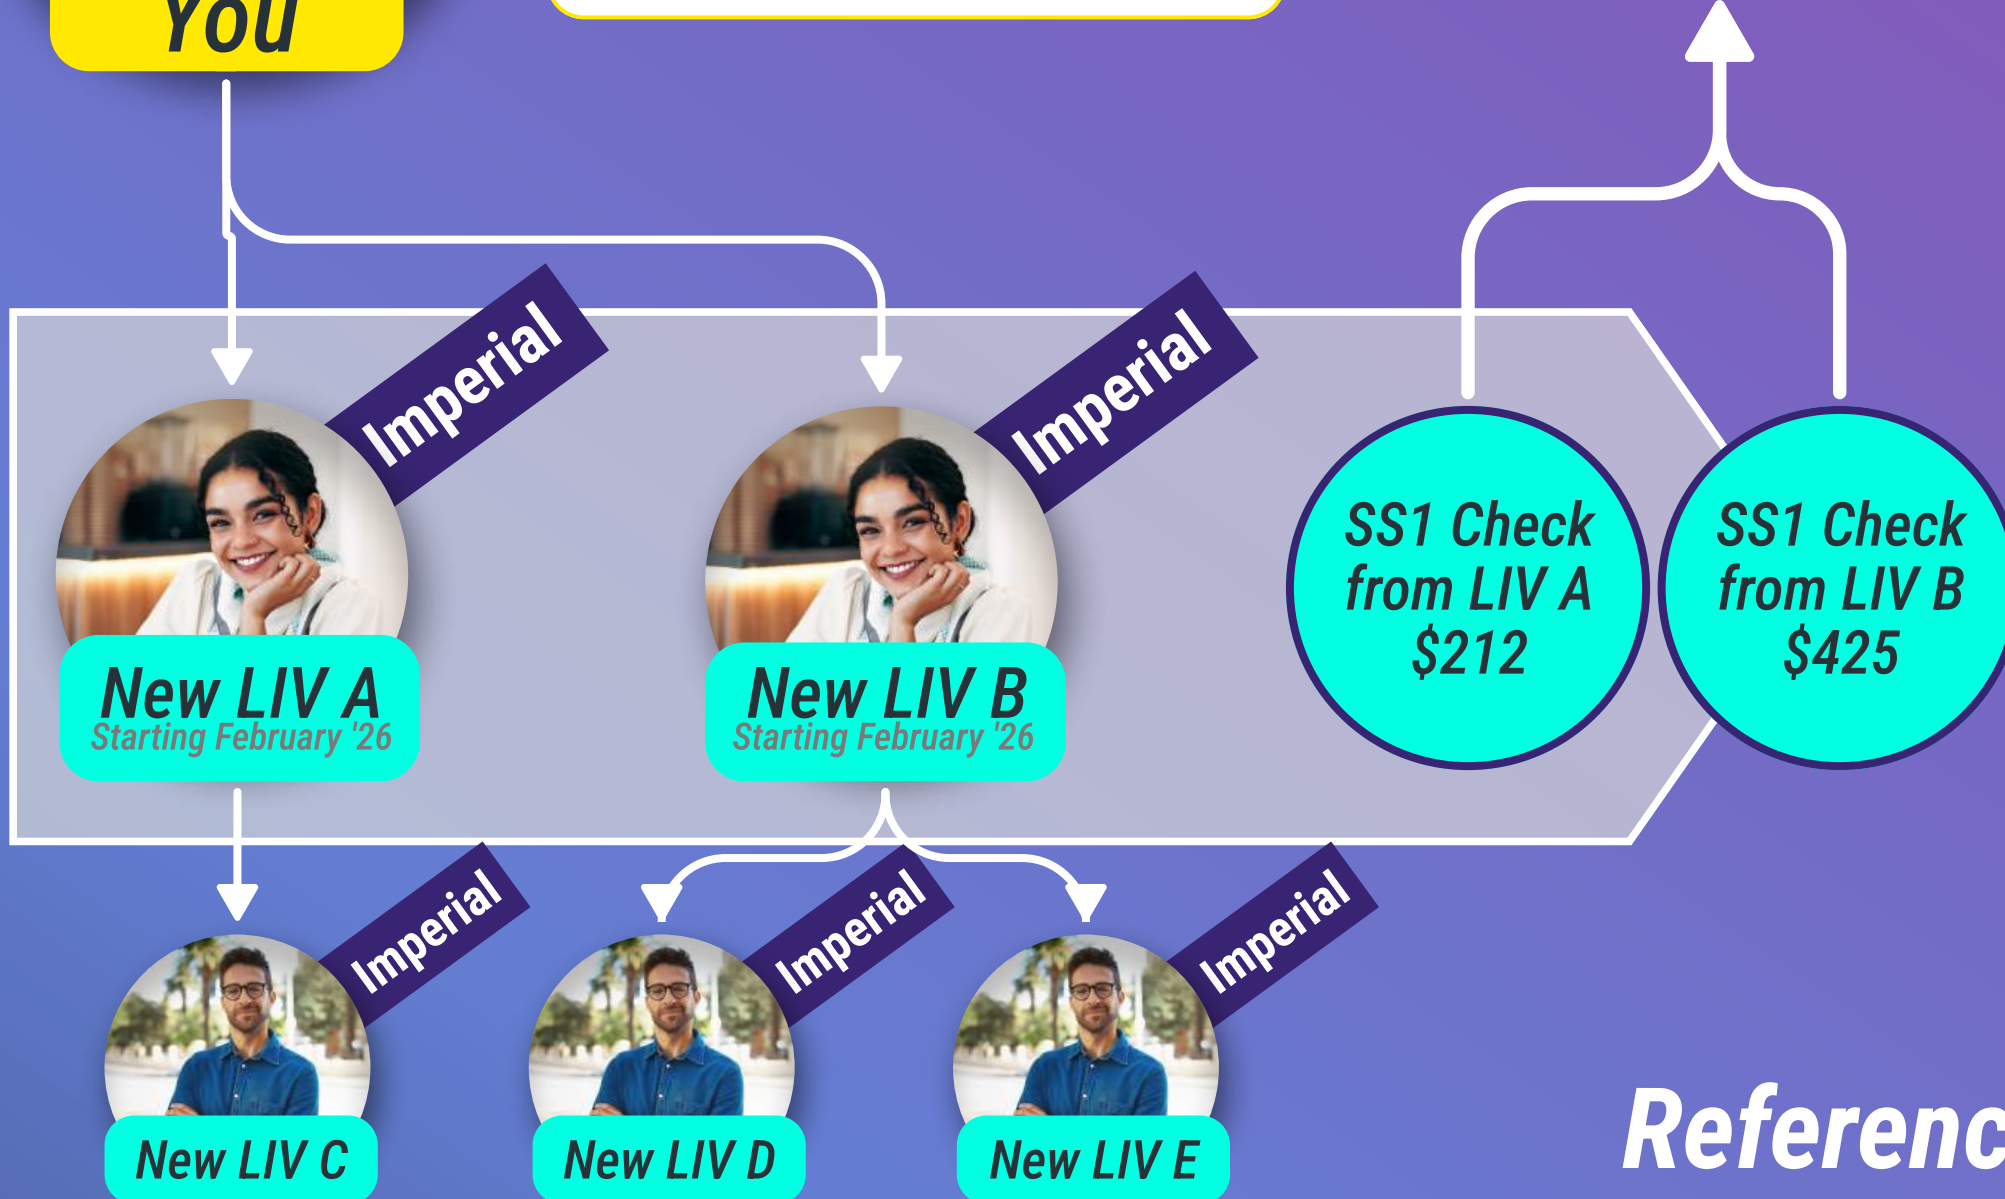 You
Imperial
Imperial
SS1 Check
from LIV A
$212
SS1 Check
from LIV B
$425
New LIV A
Starting February '26
New LIV B
Starting February '26
Imperial
Imperial
Imperial
New LIV C
New LIV D
New LIV E
Referenc